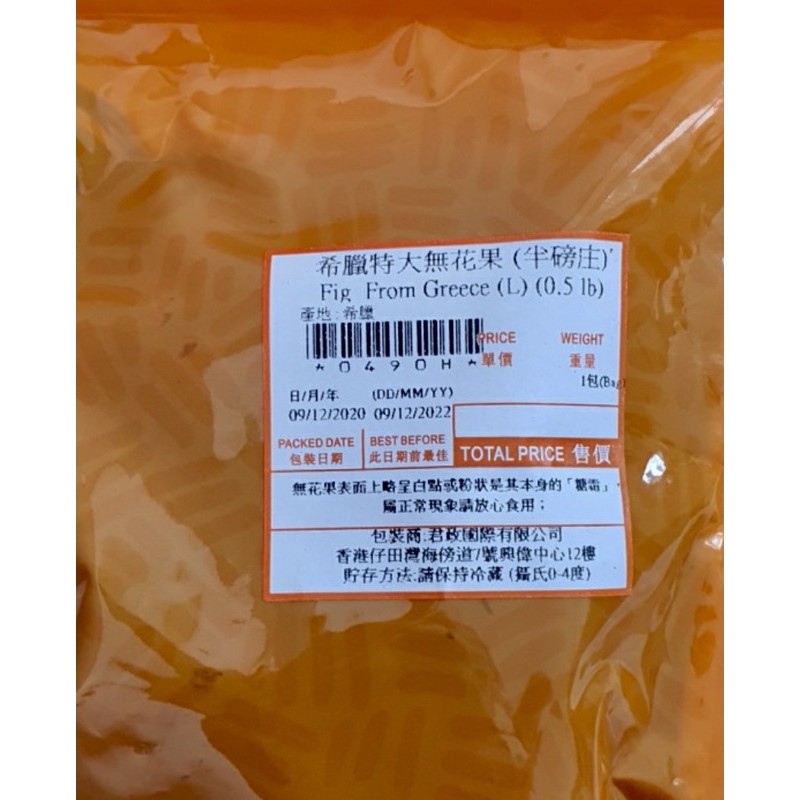 希臘特大無花果 (半磅庄)
Fig From Greece (L) (0.5 lb)
產地 : 希臘
*0490H*
PRICE
單價
WEIGHT
重量
1包(Bag)
日/月/年 (DD/MM/YY)
09/12/2020 09/12/2022
PACKED DATE
包裝日期
BEST BEFORE
此日期前最佳
TOTAL PRICE 售價
無花果表面上略呈白點或粉狀是其本身的「糖霜」,
屬正常現象請放心食用；
包裝商:君政國際有限公司
香港仔田灣海傍道7號興偉中心12樓
貯存方法:請保持冷藏 (攝氏0-4度)